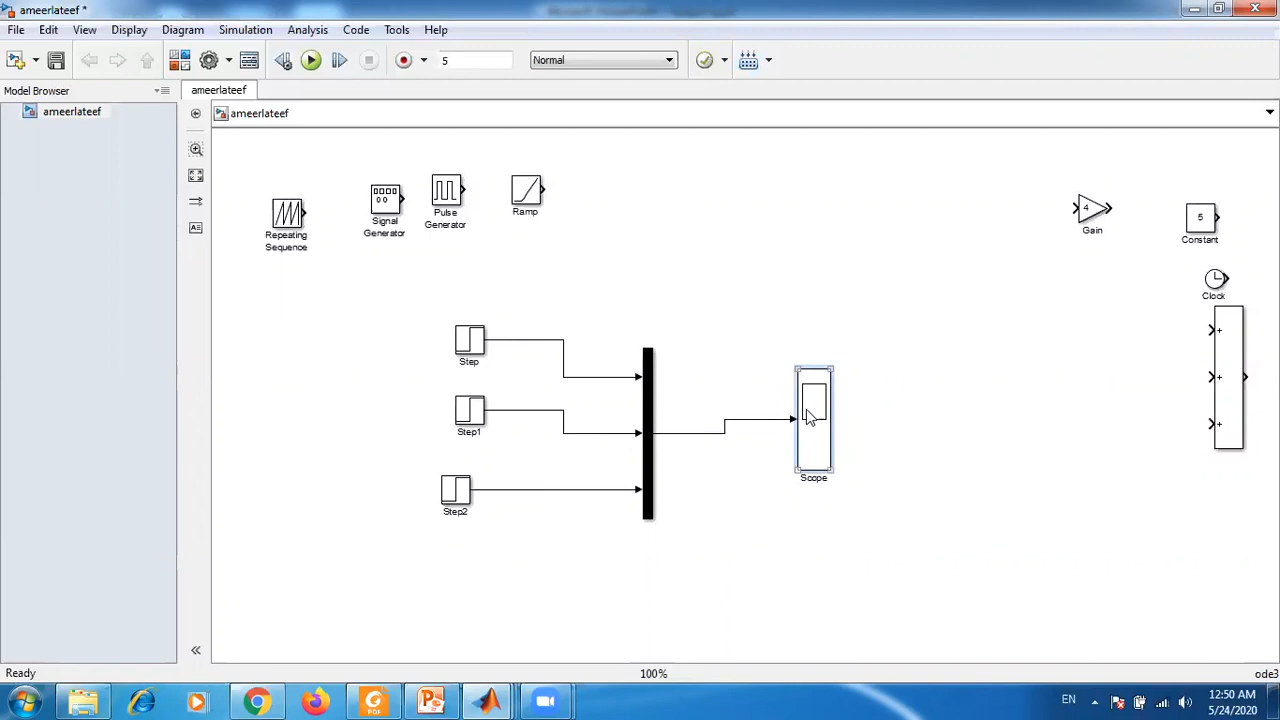 ameerlateef *
File Edit View Display Diagram Simulation Analysis Code Tools Help
5
Normal
Model Browser
ameerlateef
ameerlateef
ameerlateef
Repeating
Sequence
Signal
Generator
Pulse
Generator
Ramp
4
Gain
5
Constant
Clock
+
+
+
Step
Step1
Step2
Scope
Ready
100%
ode3
PDF
EN
12:50 AM
5/24/2020